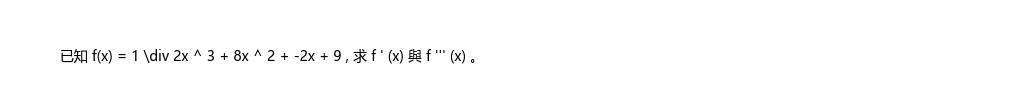 已知 f(x) = 1 \div 2x ^ 3 + 8x ^ 2 + -2x + 9 , 求 f ' (x) 與 f ''' (x) 。